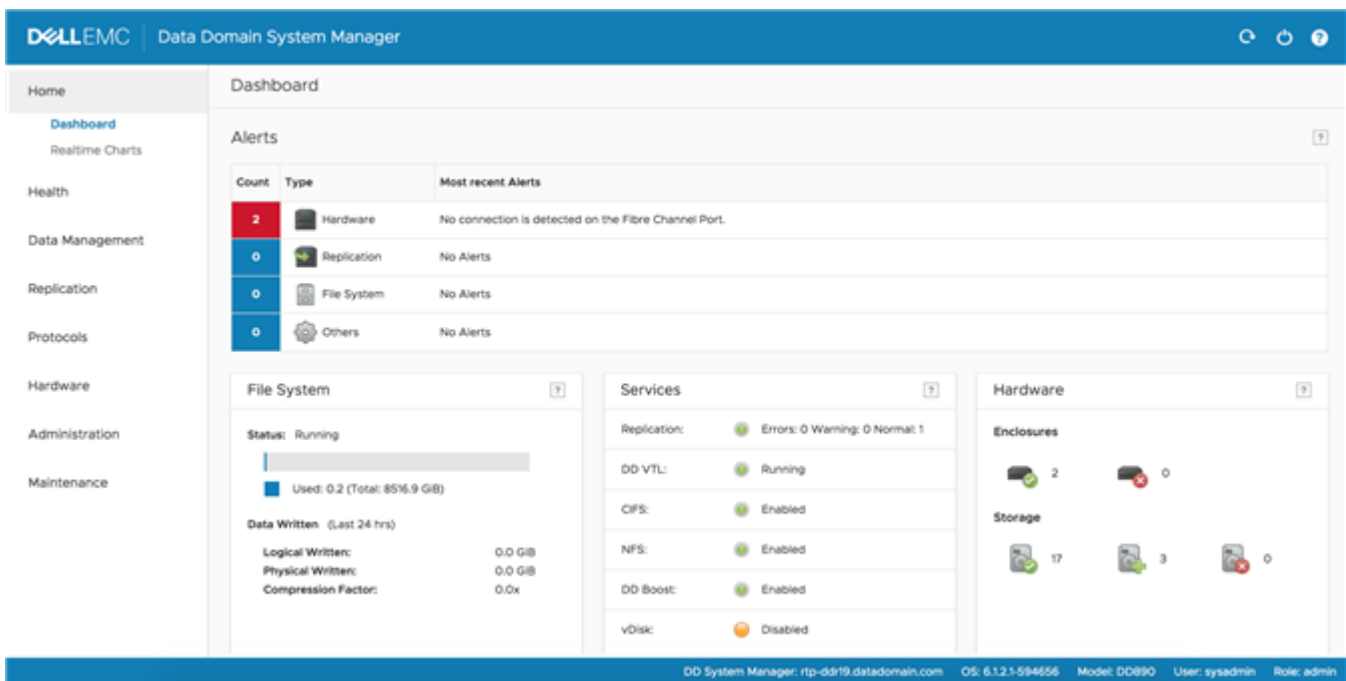 DELLEMC Data Domain System Manager
Home
Dashboard
Realtime Charts
Health
Data Management
Replication
Protocols
Hardware
Administration
Maintenance
Dashboard
Alerts
Count Type Most recent Alerts
2 Hardware No connection is detected on the Fibre Channel Port.
0 Replication No Alerts
0 File System No Alerts
0 Others No Alerts
File System
Status: Running
Used: 0.2 (Total: 8516.9 GiB)
Data Written (Last 24 hrs)
Logical Written: 0.0 GiB
Physical Written: 0.0 GiB
Compression Factor: 0.0x
Services
Replication: Errors: 0 Warning: 0 Normal: 1
DD VTL: Running
CIFS: Enabled
NFS: Enabled
DD Boost: Enabled
vDisk: Disabled
Hardware
Enclosures
2 0
Storage
17 3 0
DD System Manager: rtp-ddr19.datadomain.com OS: 6.1.2.1-594656 Model: DD890 User: sysadmin Role: admin